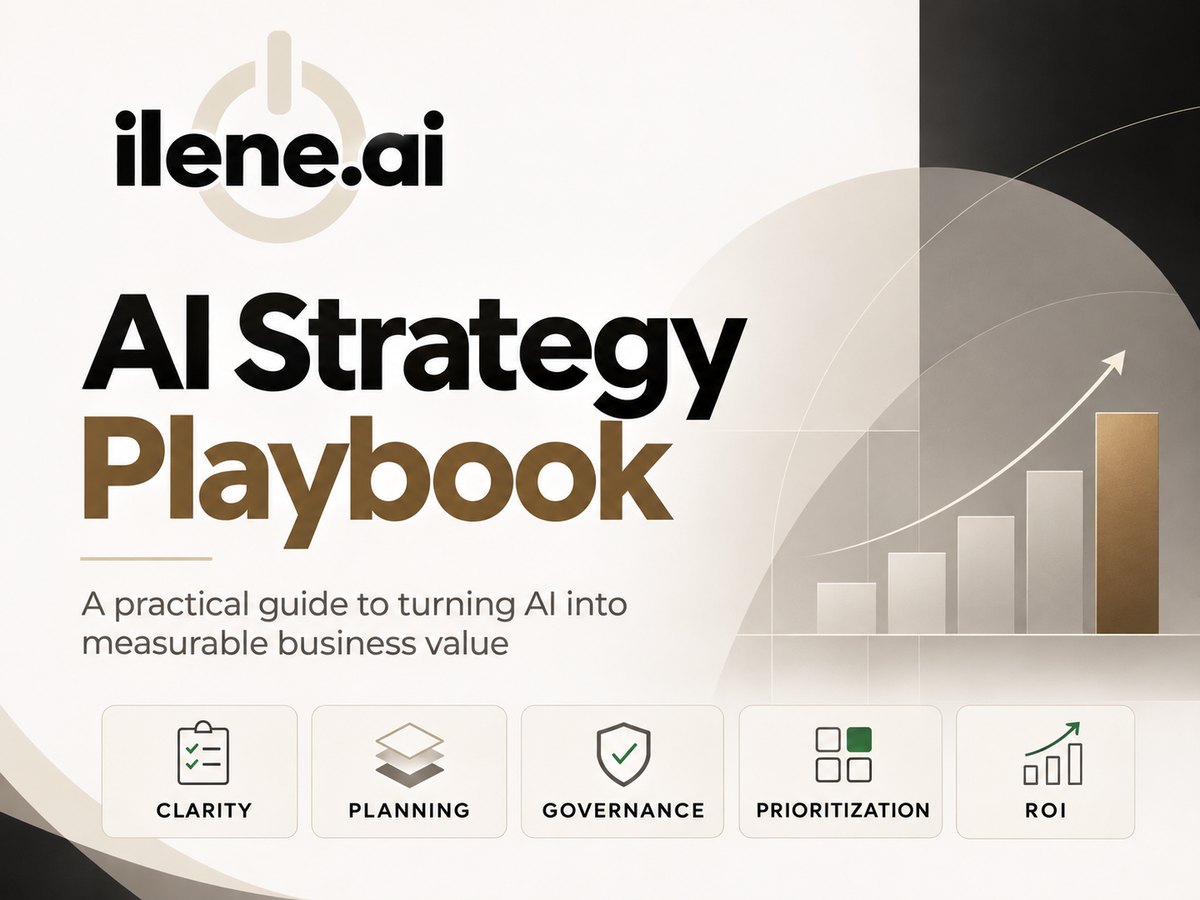 ilene.ai
AI Strategy
Playbook
A practical guide to turning AI into
measurable business value
CLARITY
PLANNING
GOVERNANCE
PRIORITIZATION
ROI